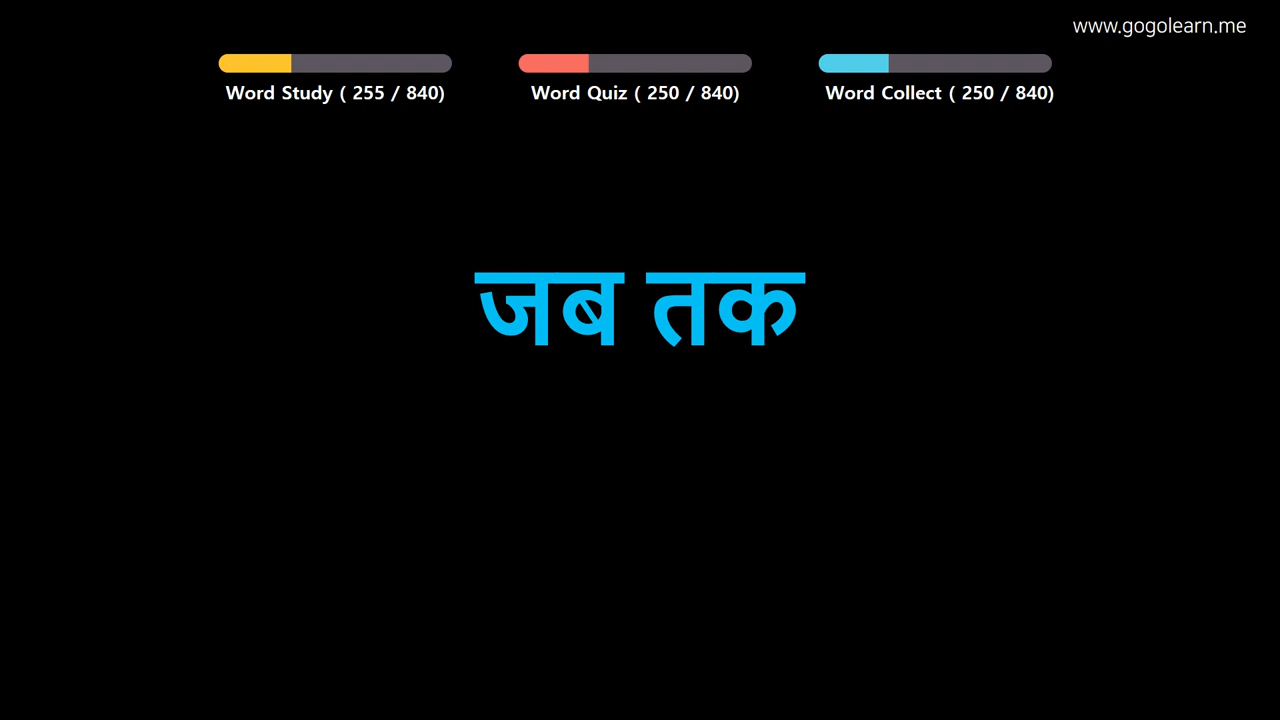 www.gogolearn.me
Word Study ( 255 / 840)
Word Quiz ( 250 / 840)
Word Collect ( 250 / 840)
जब तक